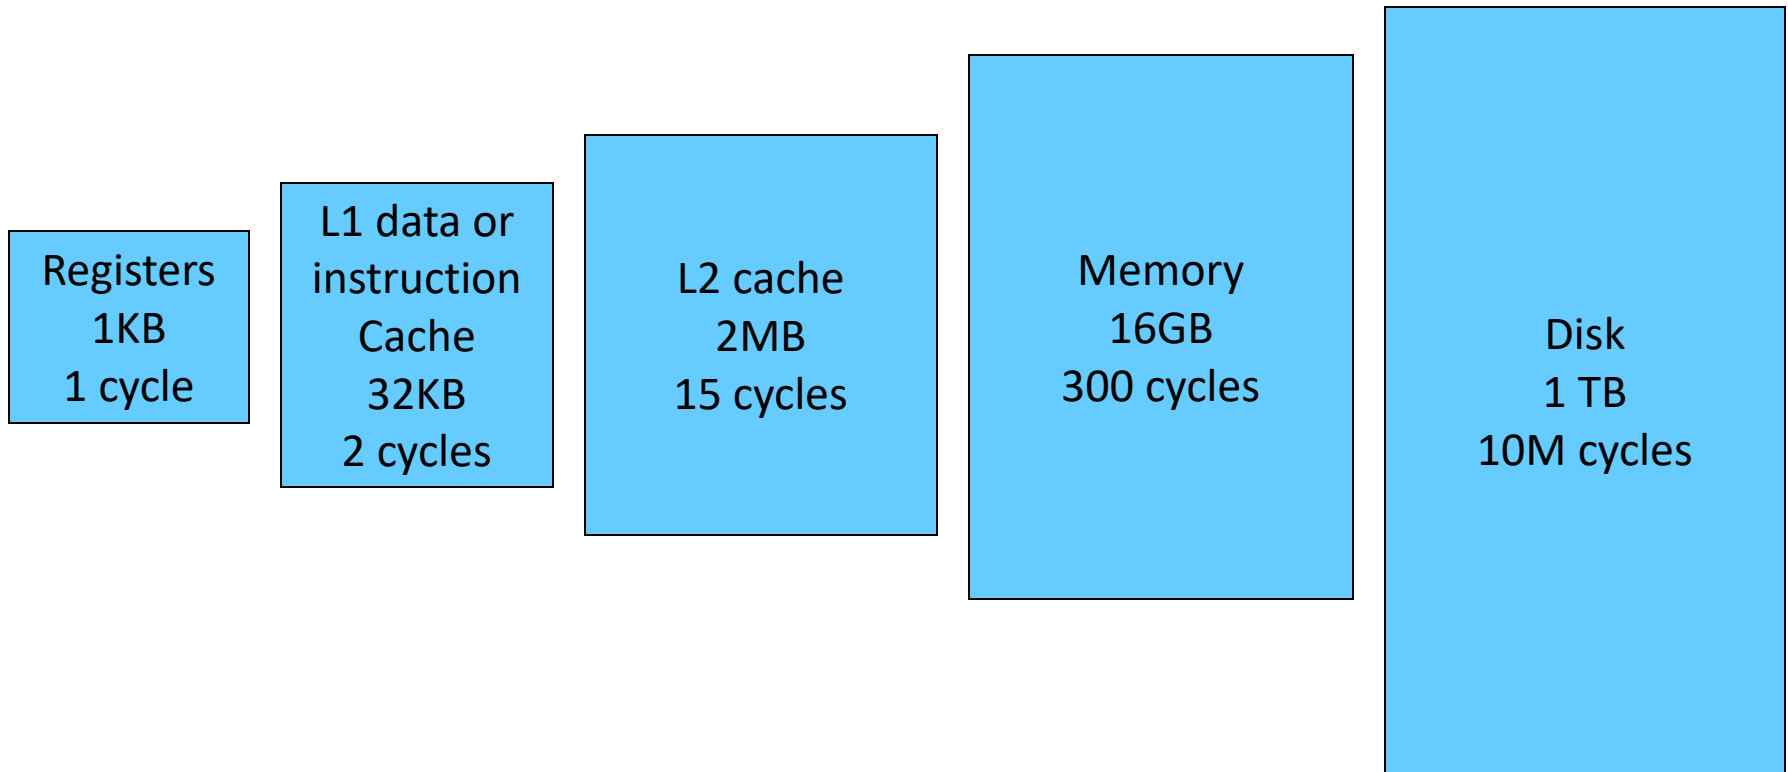 Registers
1KB
1 cycle
L1 data or
instruction
Cache
32KB
2 cycles
L2 cache
2MB
15 cycles
Memory
16GB
300 cycles
Disk
1 TB
10M cycles